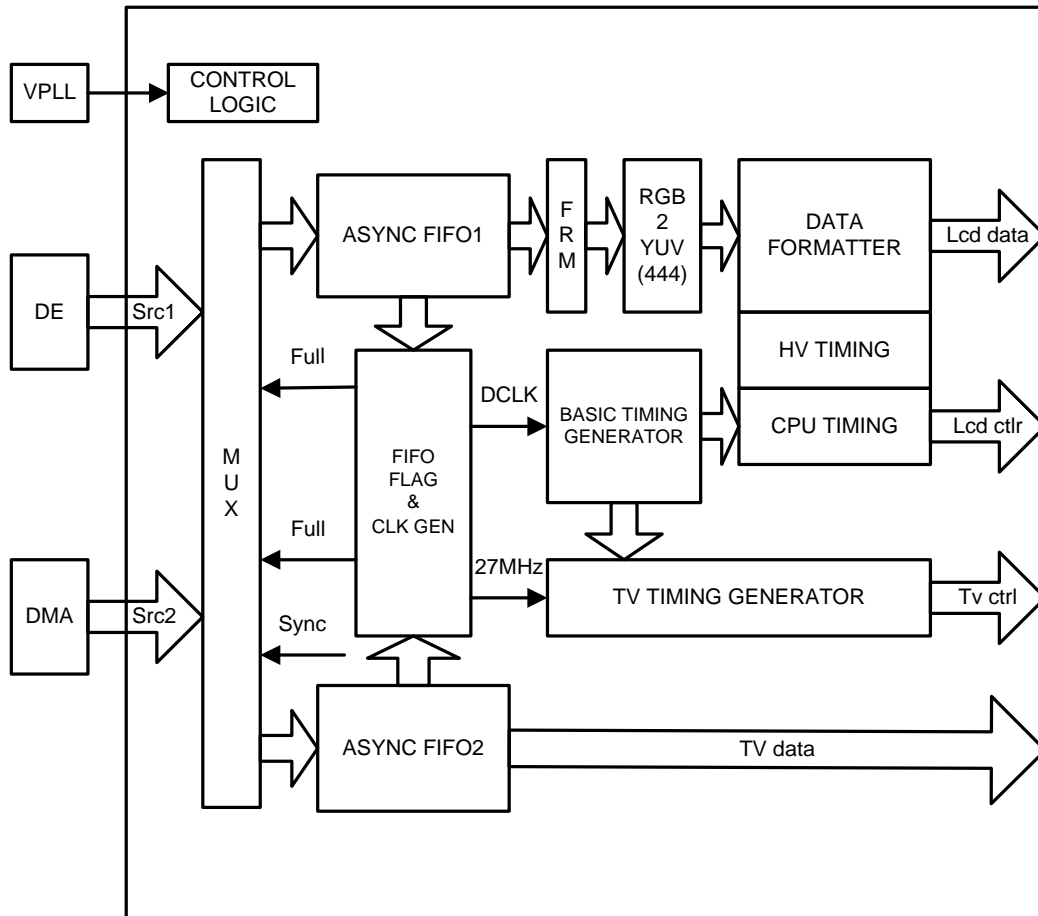 VPLL
CONTROL
LOGIC
DE
Src1
DMA
Src2
M
U
X
ASYNC FIFO1
F
R
M
RGB
2
YUV
(444)
DATA
FORMATTER
Lcd data
HV TIMING
CPU TIMING
Lcd ctlr
Full
DCLK
BASIC TIMING
GENERATOR
FIFO
FLAG
&
CLK GEN
Full
27MHz
TV TIMING GENERATOR
Tv ctrl
Sync
ASYNC FIFO2
TV data